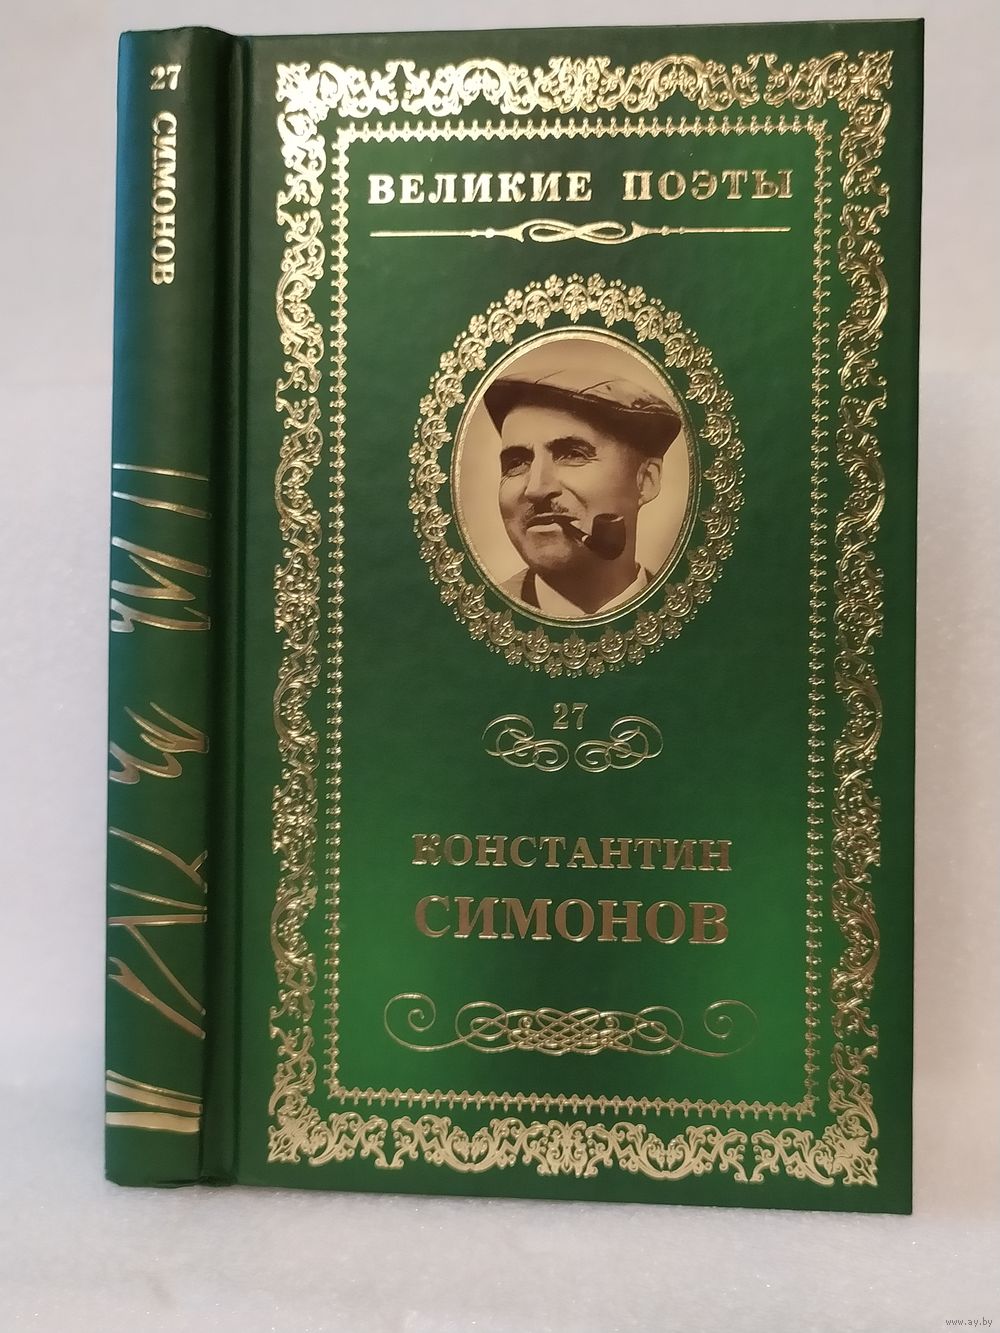 27 СИМОНОВ
ВЕЛИКИЕ ПОЭТЫ
27
КОНСТАНТИН
СИМОНОВ
www.ay.by